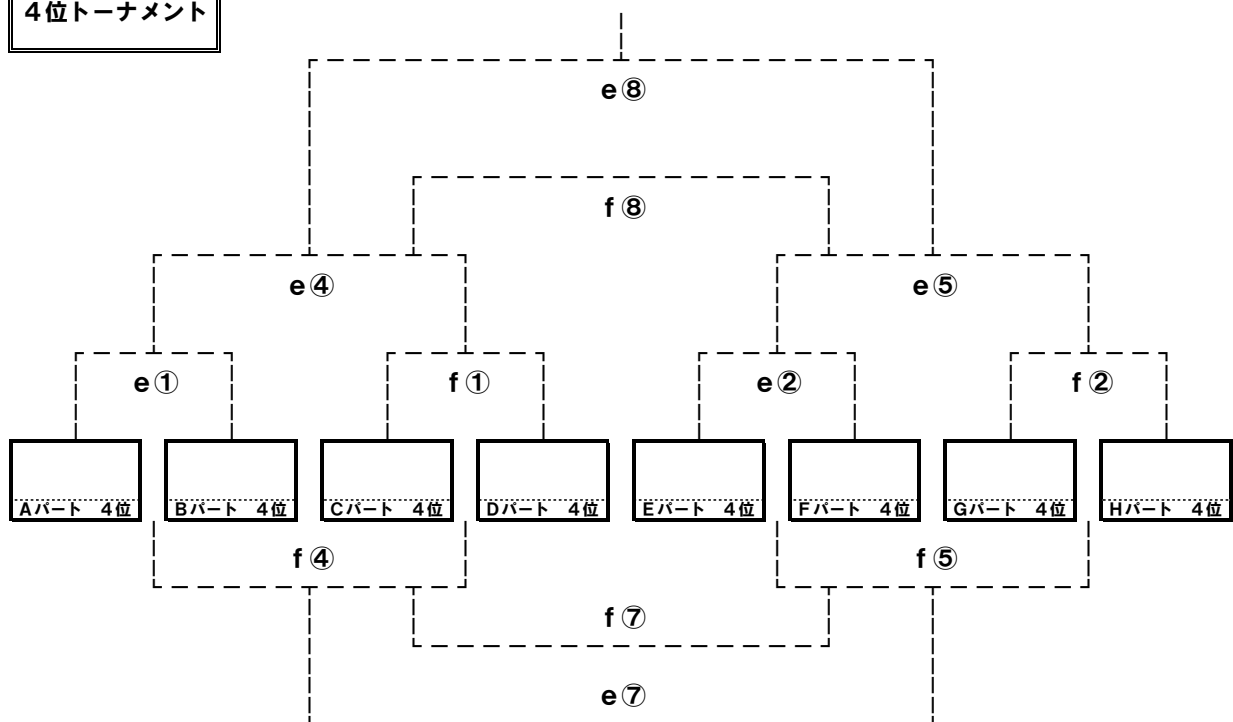 ４位トーナメント
e⑧
f⑧
e④
e⑤
e①
f①
e②
f②
Aパート　４位
Bパート　４位
Cパート　４位
Dパート　４位
Eパート　４位
Fパート　４位
Gパート　４位
Hパート　４位
f④
f⑤
f⑦
e⑦